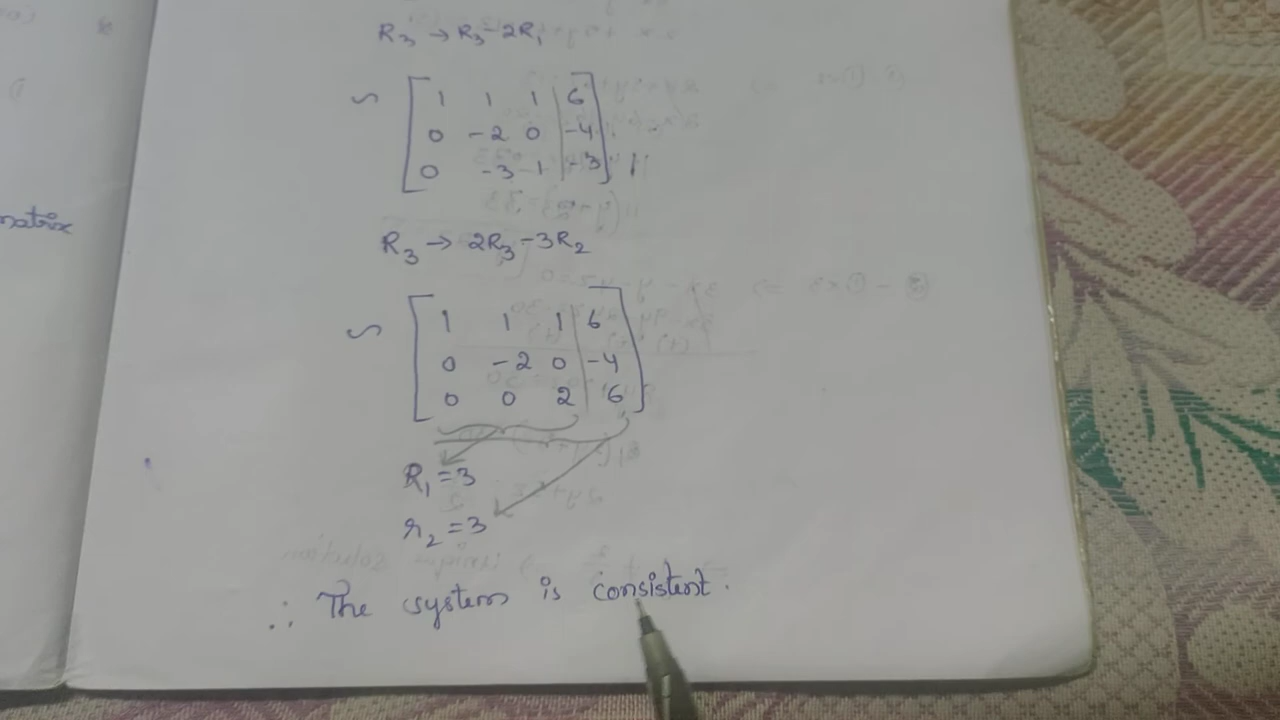 R₃ → R₃-2R₁
~ [ 1 1 1 | 6
0 -2 0 | -4
0 -3 -1 | -3 ]
R₃ → 2R₃-3R₂
~ [ 1 1 1 | 6
0 -2 0 | -4
0 0 2 | 6 ]
R₁ = 3
r₂ = 3
∴ The system is consistent.
matrix